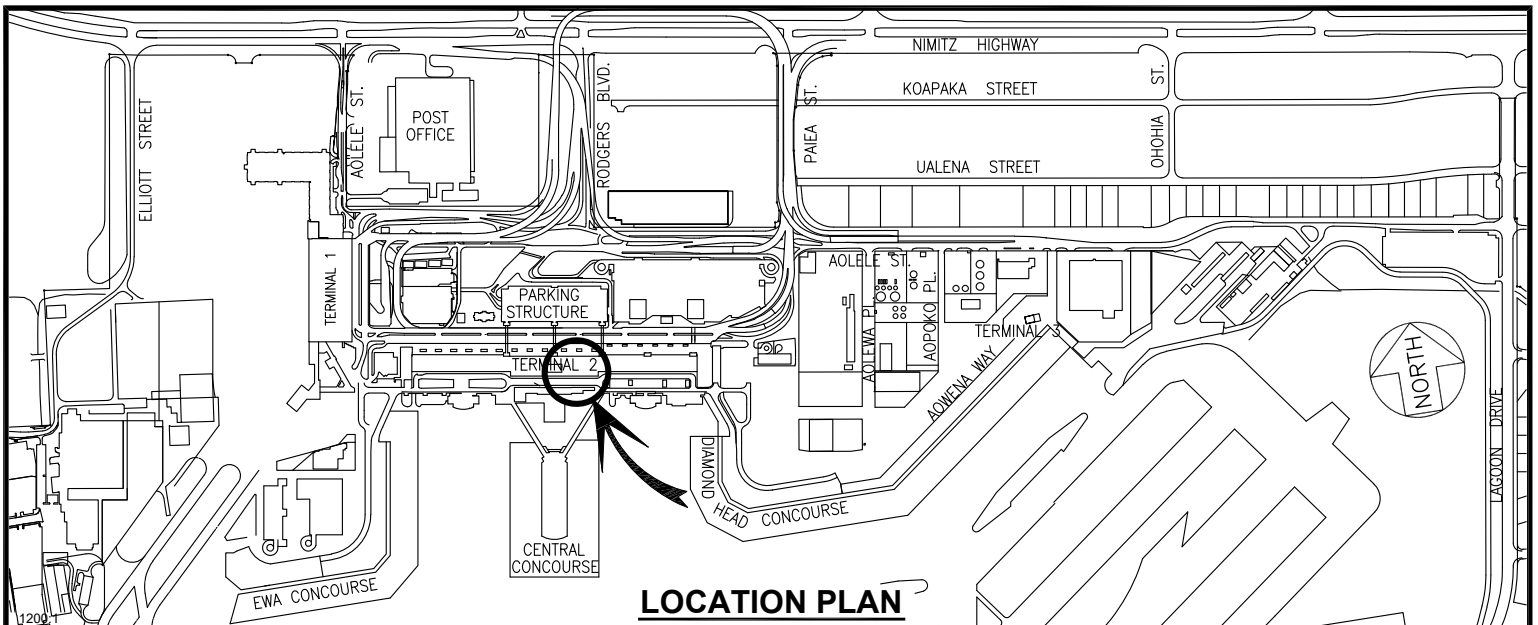 NIMITZ HIGHWAY
KOAPAKA STREET
UALENA STREET
ELLIOTT STREET
AOLELE ST.
POST
OFFICE
RODGERS BLVD.
PAIEA ST.
OHOHIA ST.
TERMINAL 1
PARKING
STRUCTURE
TERMINAL 2
AOLELE ST.
AOLEWA PL.
AOPOKO PL.
TERMINAL 3
AOWENA WAY
NORTH
LAGOON DRIVE
DIAMOND
HEAD CONCOURSE
CENTRAL
CONCOURSE
EWA CONCOURSE
LOCATION PLAN
1200:1